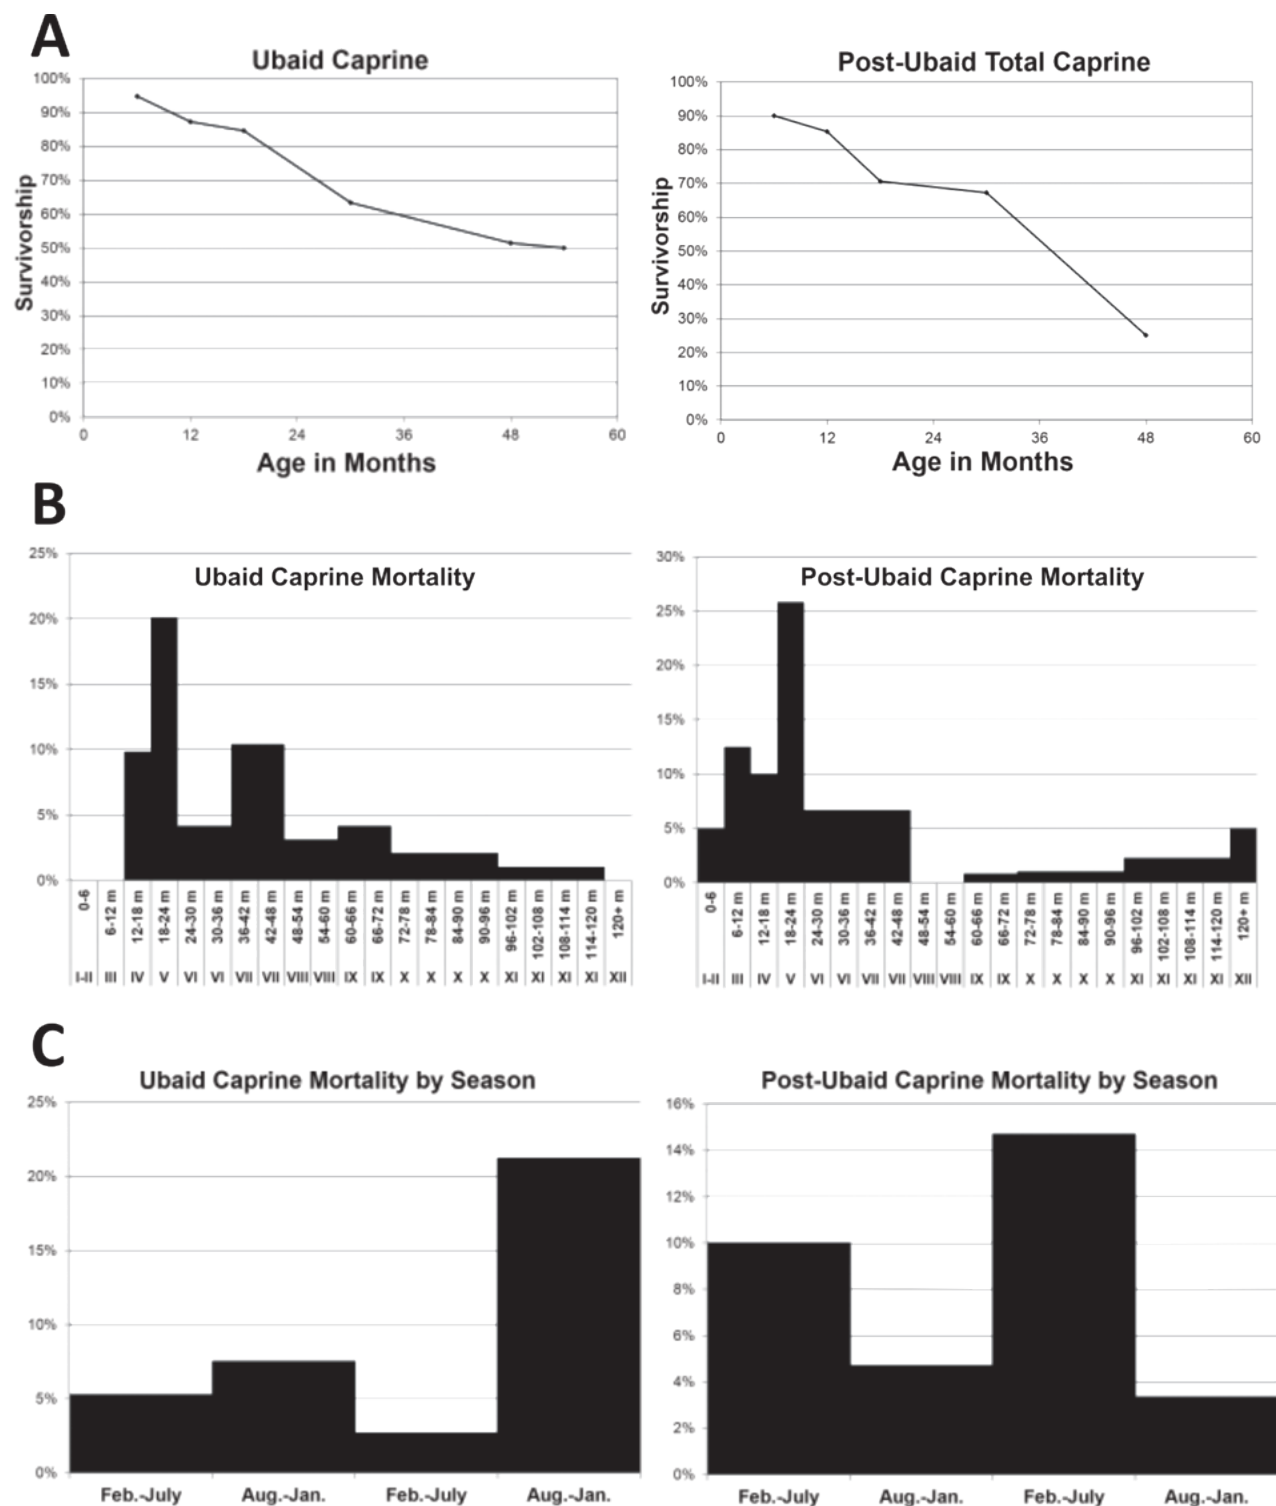 A
Ubaid Caprine
Post-Ubaid Total Caprine
Survivorship
100%
90%
80%
70%
60%
50%
40%
30%
20%
10%
0%
0 12 24 36 48 60
Age in Months
Survivorship
100%
90%
80%
70%
60%
50%
40%
30%
20%
10%
0%
0 12 24 36 48 60
Age in Months
B
Ubaid Caprine Mortality
25%
20%
15%
10%
5%
0%
0-6 6-12 m 12-18 m 18-24 m 24-30 m 30-36 m 36-42 m 42-48 m 48-54 m 54-60 m 60-66 m 66-72 m 72-78 m 78-84 m 84-90 m 90-96 m 96-102 m 102-108 m 108-114 m 114-120 m 120+ m
I-II III IV V VI VI VII VII VIII VIII IX IX X X X X XI XI XI XI XII
Post-Ubaid Caprine Mortality
30%
25%
20%
15%
10%
5%
0%
0-6 6-12 m 12-18 m 18-24 m 24-30 m 30-36 m 36-42 m 42-48 m 48-54 m 54-60 m 60-66 m 66-72 m 72-78 m 78-84 m 84-90 m 90-96 m 96-102 m 102-108 m 108-114 m 114-120 m 120+ m
I-II III IV V VI VI VII VII VIII VIII IX IX X X X X XI XI XI XI XII
C
Ubaid Caprine Mortality by Season
25%
20%
15%
10%
5%
0%
Feb.-July Aug.-Jan. Feb.-July Aug.-Jan.
Post-Ubaid Caprine Mortality by Season
16%
14%
12%
10%
8%
6%
4%
2%
0%
Feb.-July Aug.-Jan. Feb.-July Aug.-Jan.